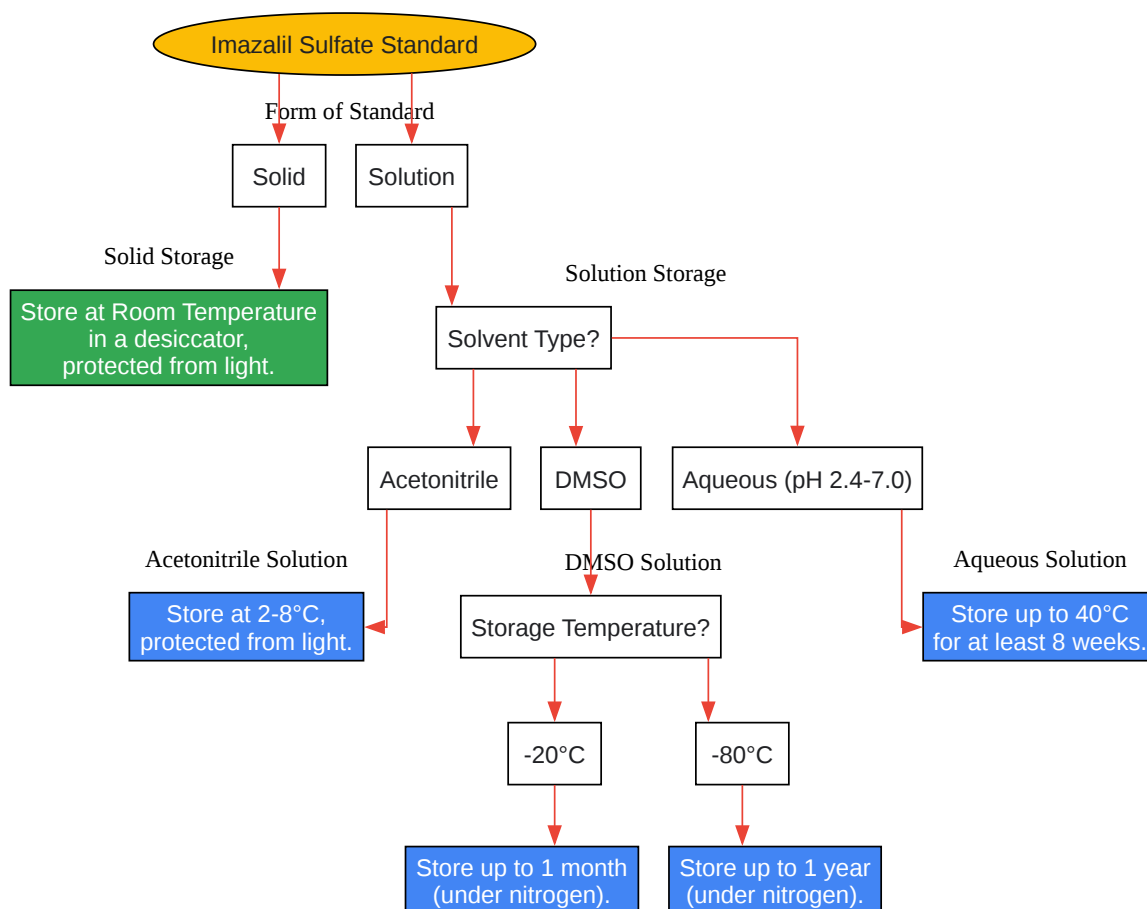 Imazalil Sulfate Standard
Form of Standard
Solid
Solution
Solid Storage
Solution Storage
Store at Room Temperature
in a desiccator,
protected from light.
Solvent Type?
Acetonitrile
DMSO
Aqueous (pH 2.4-7.0)
Acetonitrile Solution
DMSO Solution
Aqueous Solution
Store at 2-8°C,
protected from light.
Storage Temperature?
Store up to 40°C
for at least 8 weeks.
-20°C
-80°C
Store up to 1 month
(under nitrogen).
Store up to 1 year
(under nitrogen).